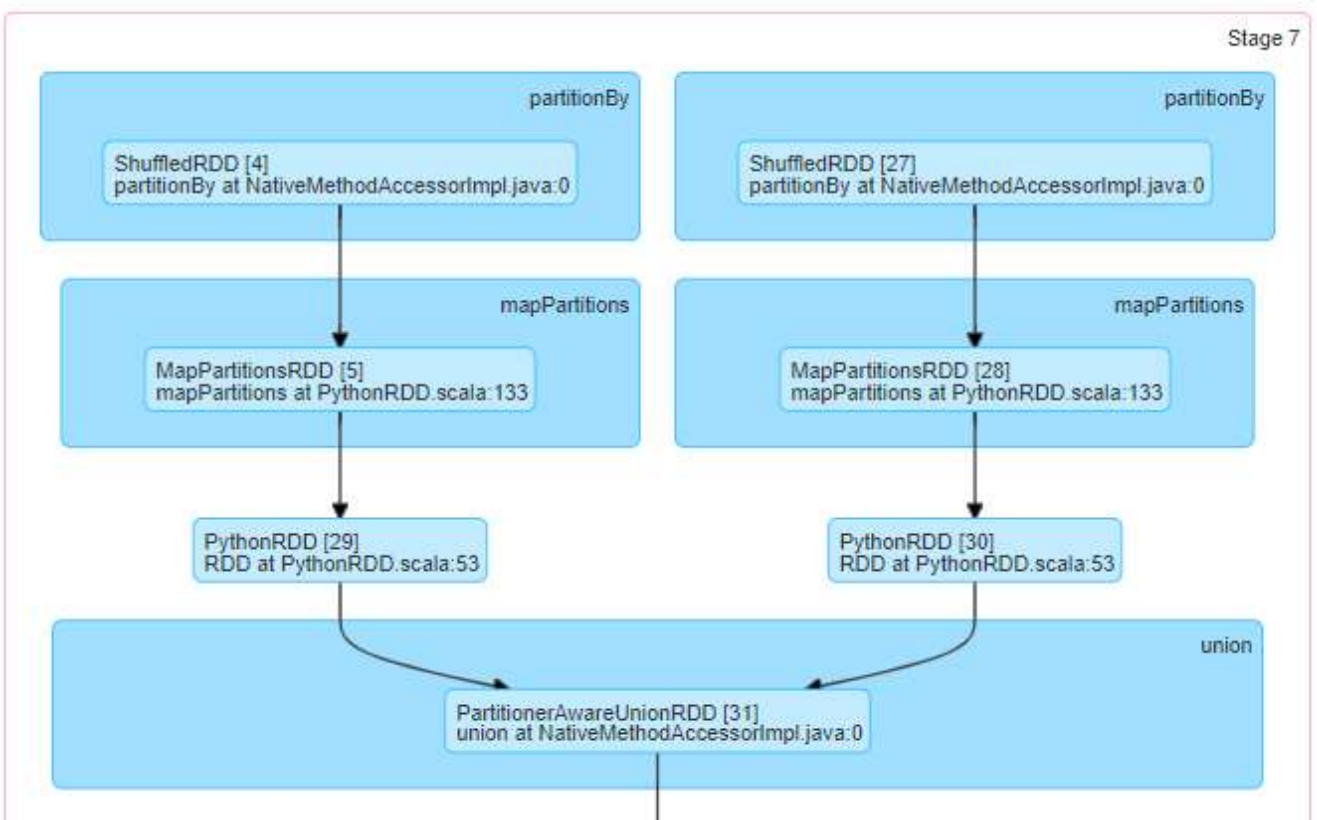 Stage 7
partitionBy
ShuffledRDD [4]
partitionBy at NativeMethodAccessorImpl.java:0
partitionBy
ShuffledRDD [27]
partitionBy at NativeMethodAccessorImpl.java:0
mapPartitions
MapPartitionsRDD [5]
mapPartitions at PythonRDD.scala:133
mapPartitions
MapPartitionsRDD [28]
mapPartitions at PythonRDD.scala:133
PythonRDD [29]
RDD at PythonRDD.scala:53
PythonRDD [30]
RDD at PythonRDD.scala:53
union
PartitionerAwareUnionRDD [31]
union at NativeMethodAccessorImpl.java:0